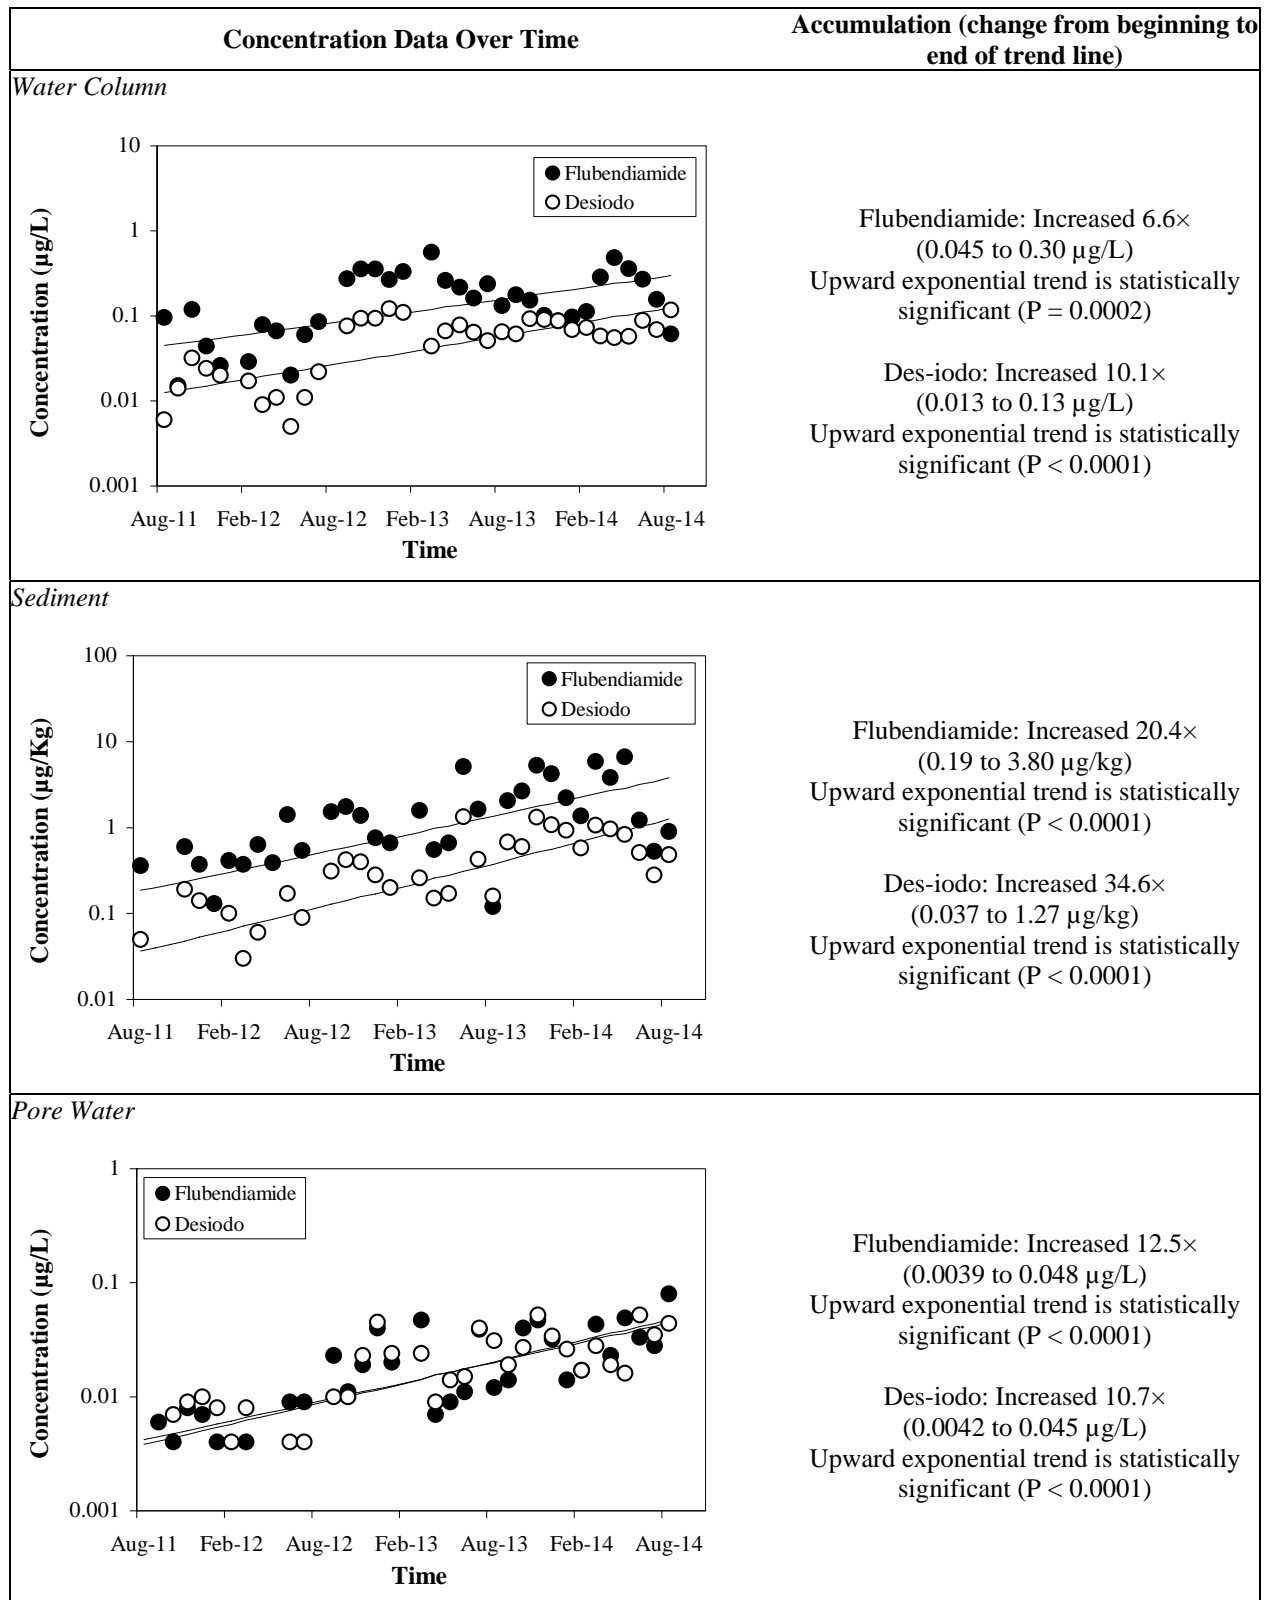 Concentration Data Over Time
Accumulation (change from beginning to
end of trend line)
Water Column
10
1
0.1
0.01
0.001
Concentration (µg/L)
Flubendiamide
Desiodo
Aug-11 Feb-12 Aug-12 Feb-13 Aug-13 Feb-14 Aug-14
Time
Flubendiamide: Increased 6.6×
(0.045 to 0.30 µg/L)
Upward exponential trend is statistically
significant (P = 0.0002)
Des-iodo: Increased 10.1×
(0.013 to 0.13 µg/L)
Upward exponential trend is statistically
significant (P < 0.0001)
Sediment
100
10
1
0.1
0.01
Concentration (µg/Kg)
Flubendiamide
Desiodo
Aug-11 Feb-12 Aug-12 Feb-13 Aug-13 Feb-14 Aug-14
Time
Flubendiamide: Increased 20.4×
(0.19 to 3.80 µg/kg)
Upward exponential trend is statistically
significant (P < 0.0001)
Des-iodo: Increased 34.6×
(0.037 to 1.27 µg/kg)
Upward exponential trend is statistically
significant (P < 0.0001)
Pore Water
1
0.1
0.01
0.001
Concentration (µg/L)
Flubendiamide
Desiodo
Aug-11 Feb-12 Aug-12 Feb-13 Aug-13 Feb-14 Aug-14
Time
Flubendiamide: Increased 12.5×
(0.0039 to 0.048 µg/L)
Upward exponential trend is statistically
significant (P < 0.0001)
Des-iodo: Increased 10.7×
(0.0042 to 0.045 µg/L)
Upward exponential trend is statistically
significant (P < 0.0001)